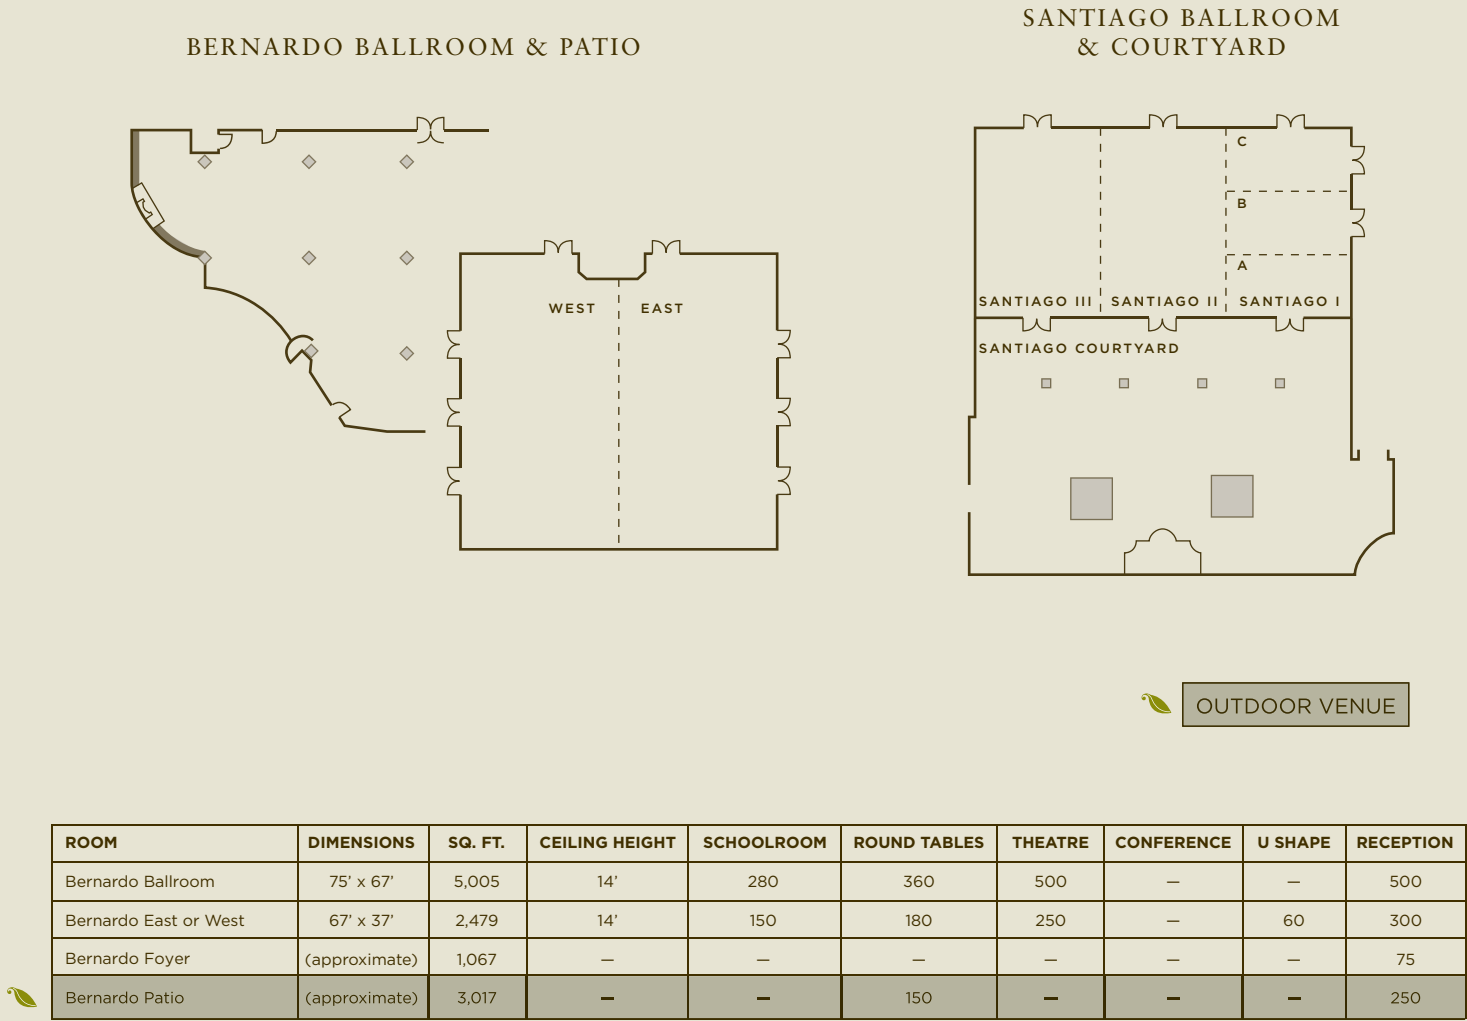 BERNARDO BALLROOM & PATIO
SANTIAGO BALLROOM
& COURTYARD
WEST EAST
C
B
A
SANTIAGO III SANTIAGO II SANTIAGO I
SANTIAGO COURTYARD
OUTDOOR VENUE
ROOM DIMENSIONS SQ. FT. CEILING HEIGHT SCHOOLROOM ROUND TABLES THEATRE CONFERENCE U SHAPE RECEPTION
Bernardo Ballroom 75’ x 67’ 5,005 14’ 280 360 500 — — 500
Bernardo East or West 67’ x 37’ 2,479 14’ 150 180 250 — 60 300
Bernardo Foyer (approximate) 1,067 — — — — — — 75
Bernardo Patio (approximate) 3,017 — — 150 — — — 250